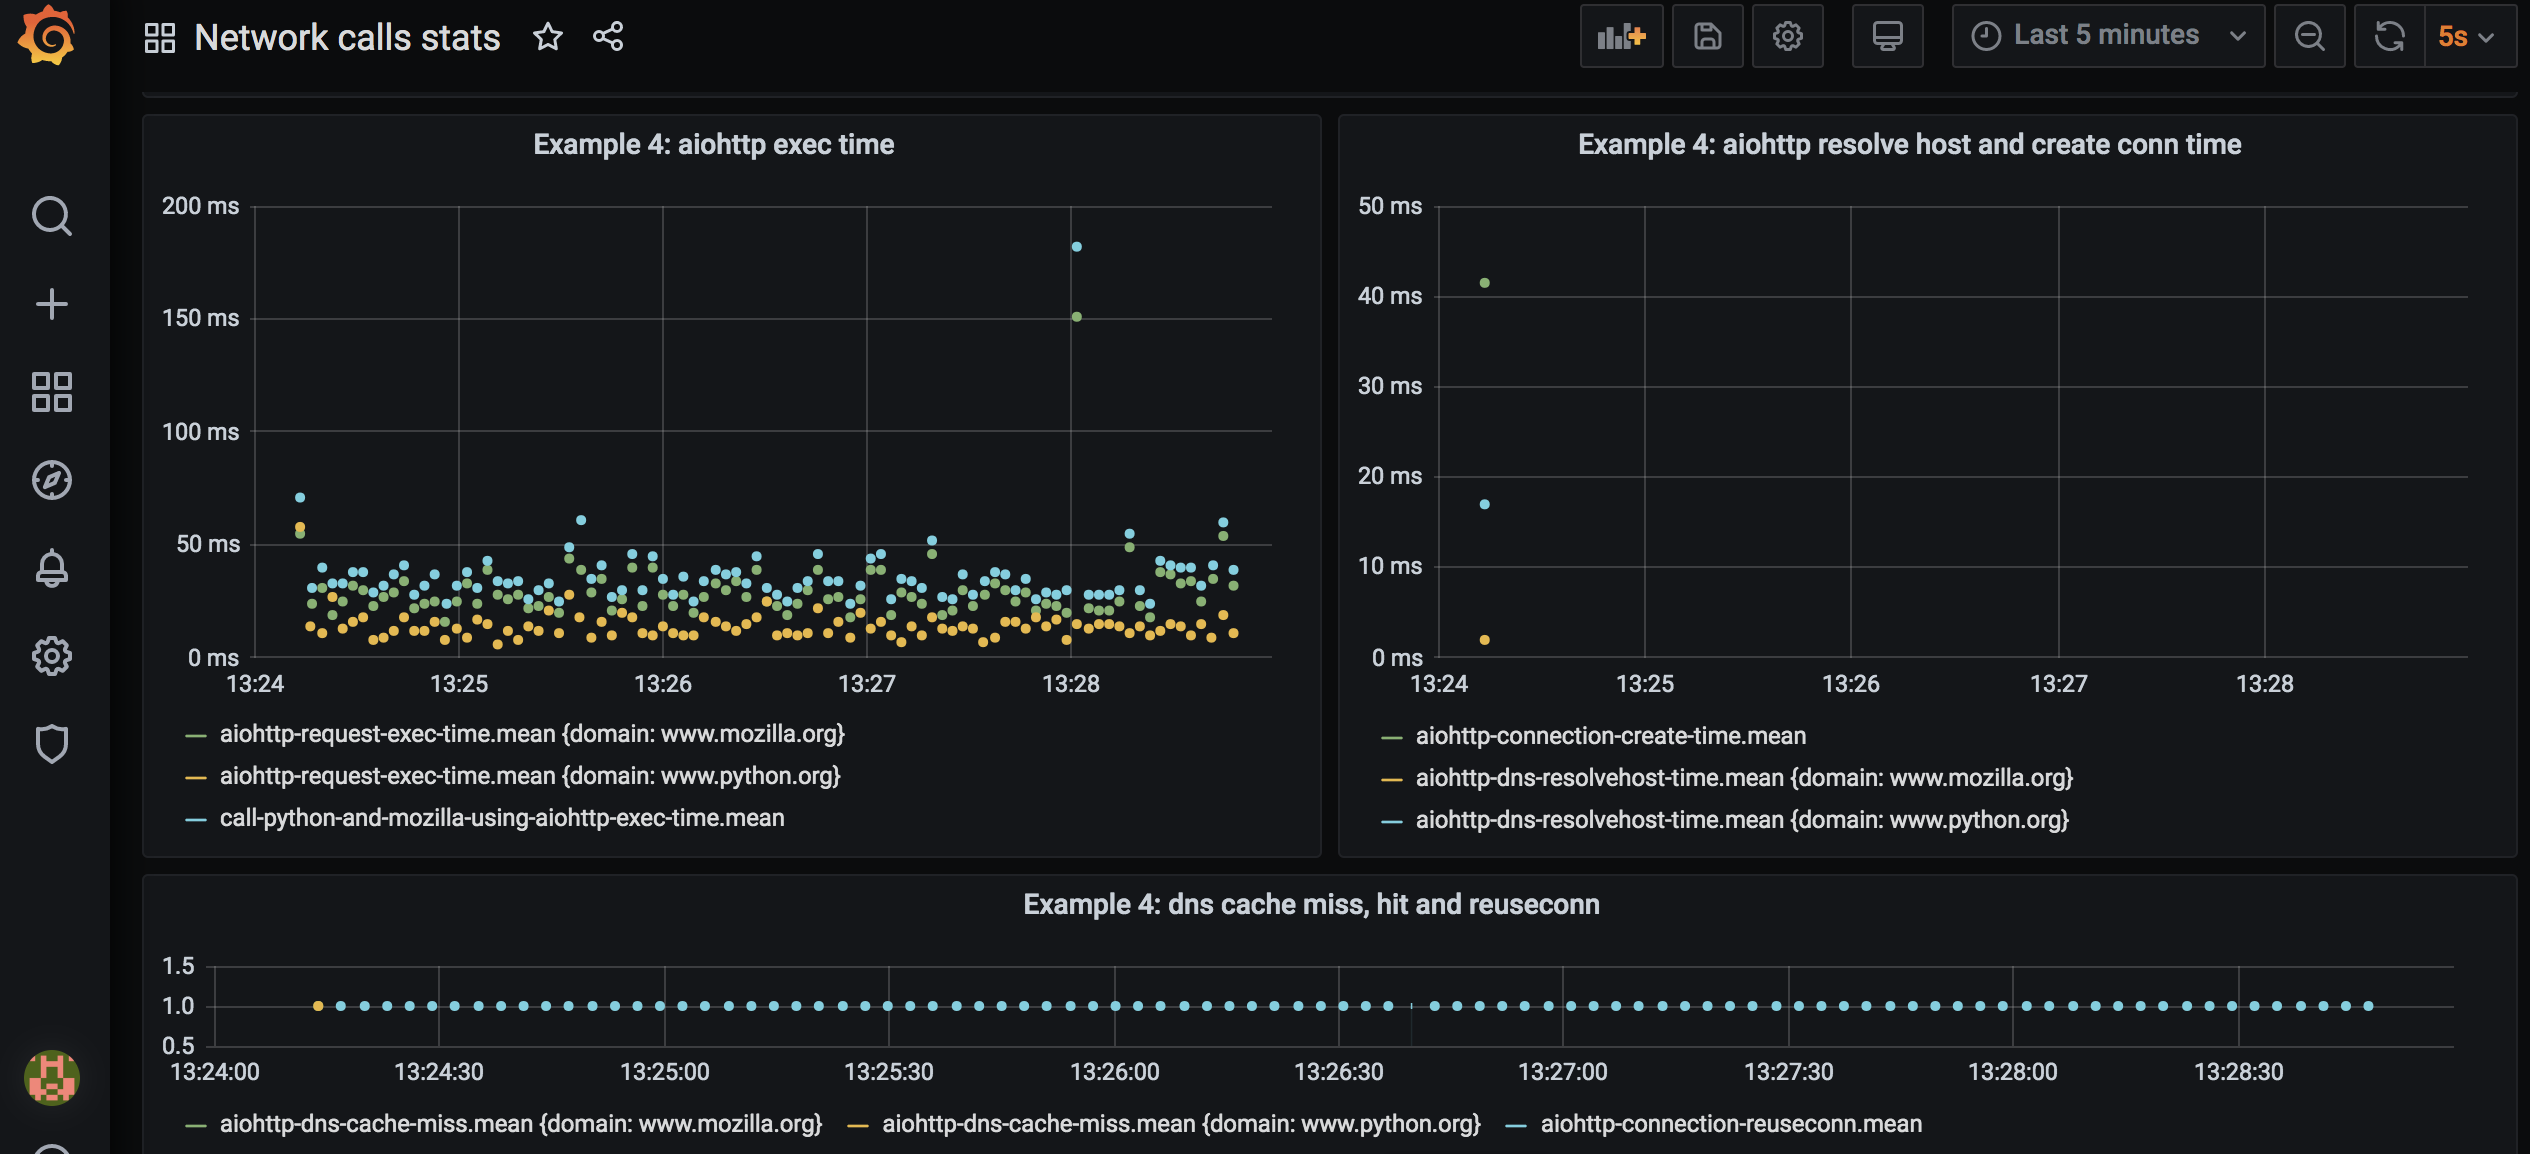 Network calls stats
Last 5 minutes
5s
Example 4: aiohttp exec time
200 ms
150 ms
100 ms
50 ms
0 ms
13:24 13:25 13:26 13:27 13:28
aiohttp-request-exec-time.mean {domain: www.mozilla.org}
aiohttp-request-exec-time.mean {domain: www.python.org}
call-python-and-mozilla-using-aiohttp-exec-time.mean
Example 4: aiohttp resolve host and create conn time
50 ms
40 ms
30 ms
20 ms
10 ms
0 ms
13:24 13:25 13:26 13:27 13:28
aiohttp-connection-create-time.mean
aiohttp-dns-resolvehost-time.mean {domain: www.mozilla.org}
aiohttp-dns-resolvehost-time.mean {domain: www.python.org}
Example 4: dns cache miss, hit and reuseconn
1.5
1.0
0.5
13:24:00 13:24:30 13:25:00 13:25:30 13:26:00 13:26:30 13:27:00 13:27:30 13:28:00 13:28:30
aiohttp-dns-cache-miss.mean {domain: www.mozilla.org} aiohttp-dns-cache-miss.mean {domain: www.python.org} aiohttp-connection-reuseconn.mean